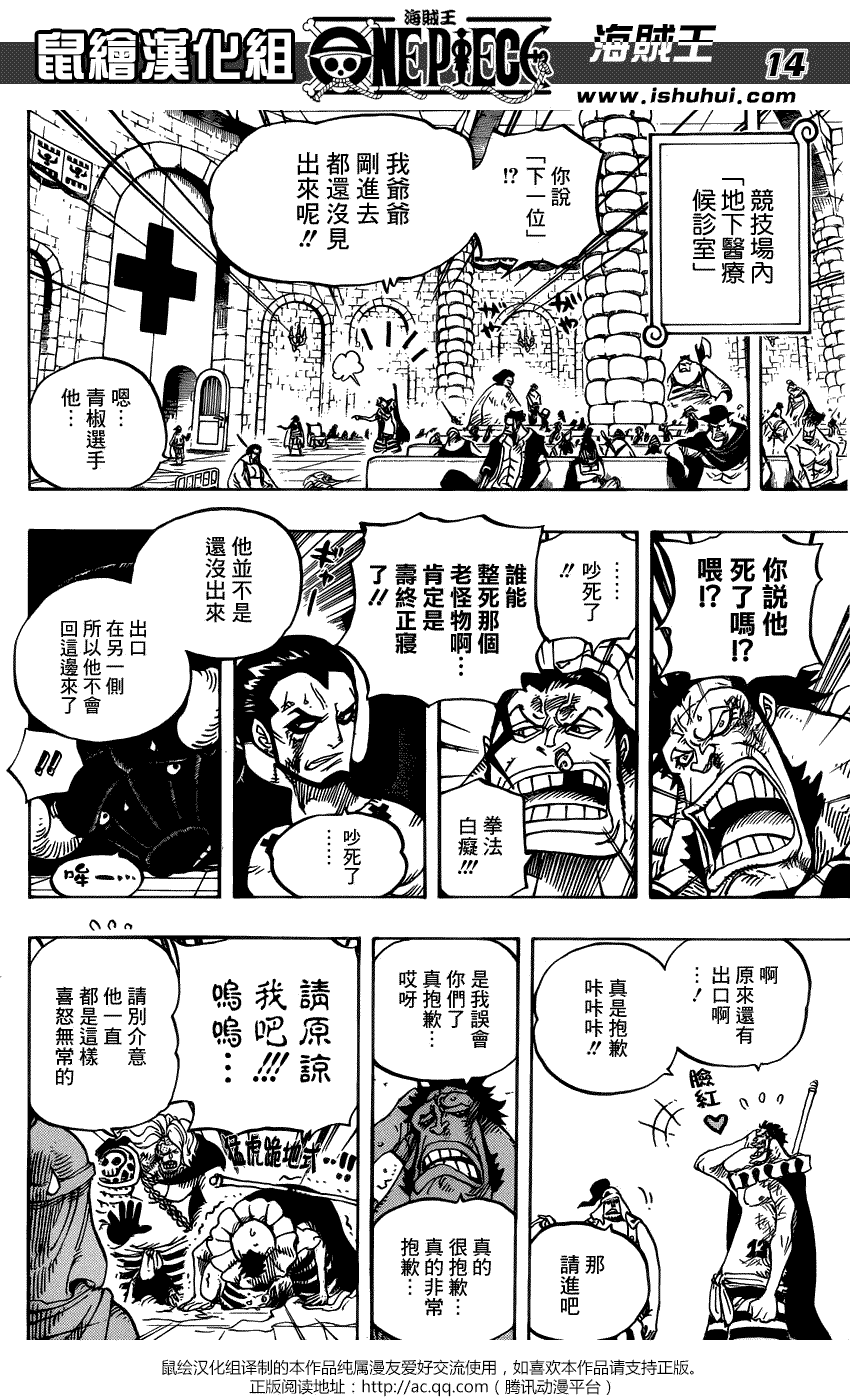 鼠繪漢化組
海賊王
ONE PIECE
海賊王
14
www.ishuhui.com
競技場內
「地下醫療
候診室」
你說
「下一位」
!?
我爺爺
剛進去
都還沒見
出來呢!!
嗯…
青椒選手
他…
你說他
死了嗎!?
喂!?
……
吵死了
!!
拳法
白癡!!!
誰能
整死那個
老怪物啊…
肯定是
壽終正寢
了!!
吵死了
……
他並不是
還沒出來
出口
在另一側
所以他不會
回這邊來了
!!
啊
原來還有
出口啊
…!
真是抱歉
咔咔咔!!
臉紅
那
請進吧
是我誤會
你們了
真抱歉…
哎呀
真的
很抱歉…
真的非常
抱歉…
請原諒
我吧!!!
嗚嗚…
猛虎跪地式…!!
請別介意
他一直
都是這樣
喜怒無常的
鼠绘汉化组译制的本作品纯属漫友爱好交流使用，如喜欢本作品请支持正版。
正版阅读地址：http://ac.qq.com（腾讯动漫平台）